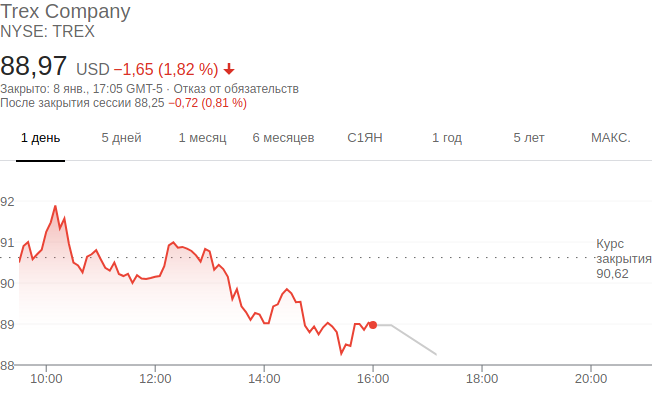 Trex Company
NYSE: TREX
88,97 USD −1,65 (1,82 %)
Закрыто: 8 янв., 17:05 GMT-5 · Отказ от обязательств
После закрытия сессии 88,25 −0,72 (0,81 %)
1 день 5 дней 1 месяц 6 месяцев С1ЯН 1 год 5 лет МАКС.
92
91
Курс
закрытия
90,62
90
89
88
10:00 12:00 14:00 16:00 18:00 20:00